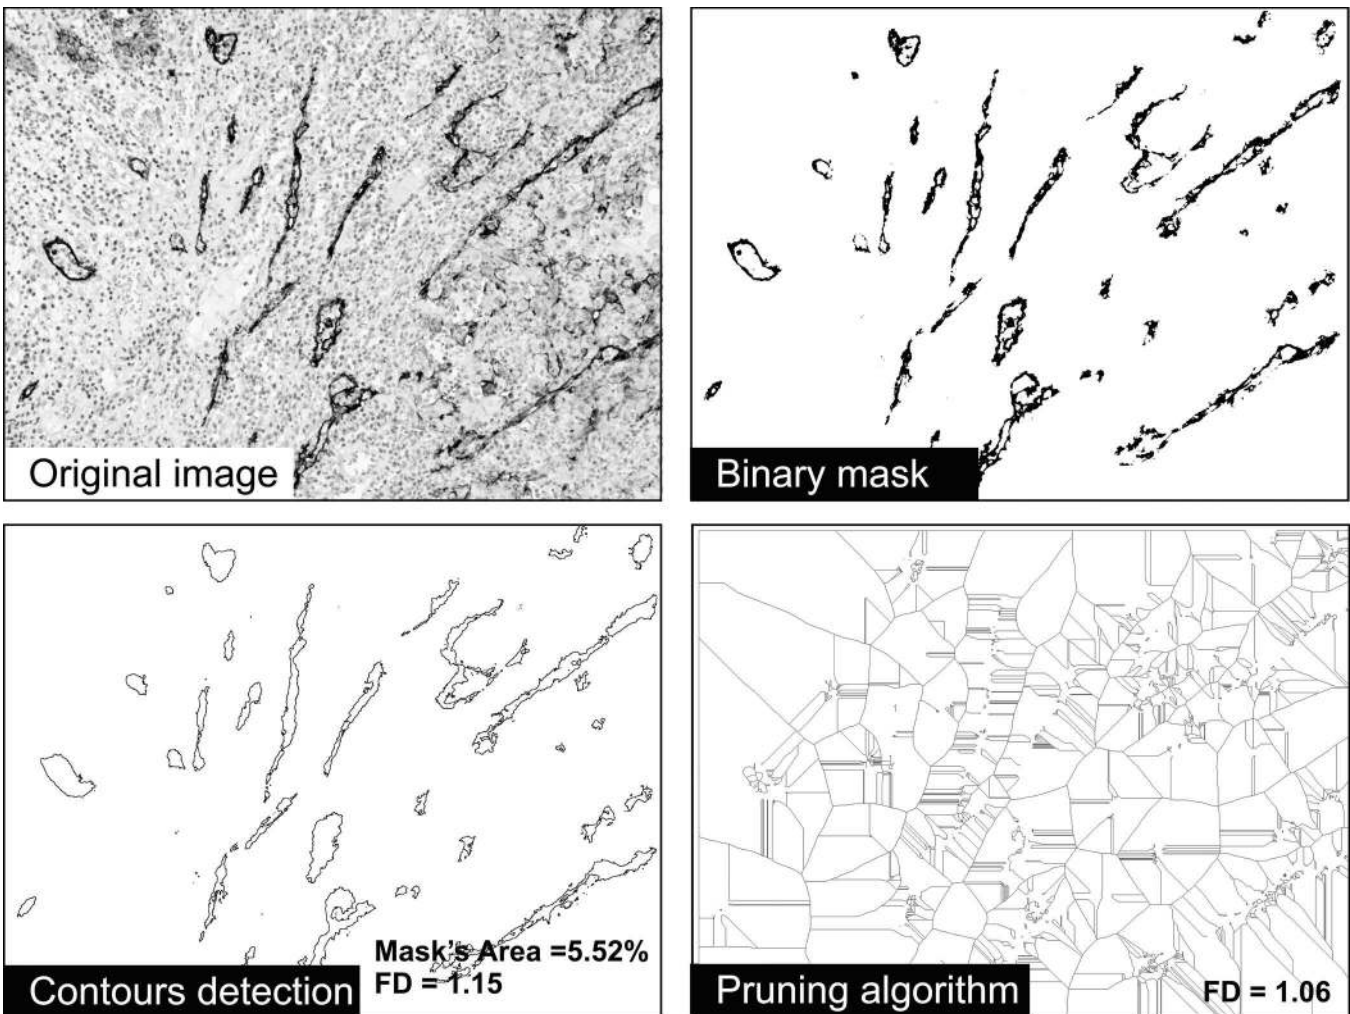 Original image
Binary mask
Mask's Area =5.52%
FD = 1.15
Contours detection
Pruning algorithm
FD = 1.06